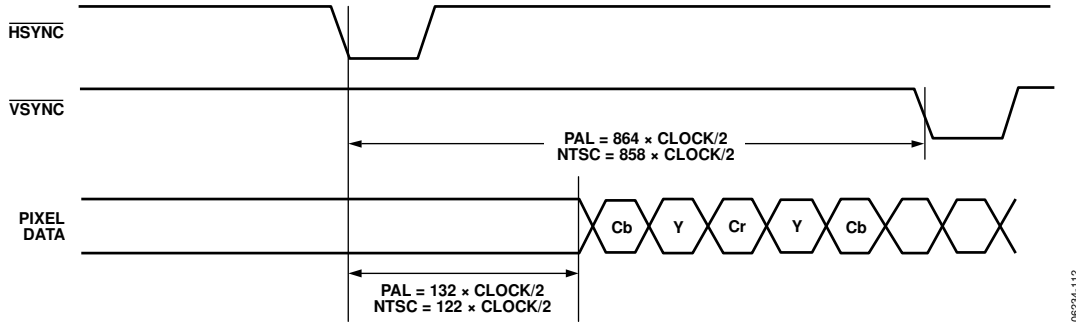 HSYNC
VSYNC
PAL = 864 × CLOCK/2
NTSC = 858 × CLOCK/2
PIXEL
DATA
Cb Y Cr Y Cb
PAL = 132 × CLOCK/2
NTSC = 122 × CLOCK/2
06234-112